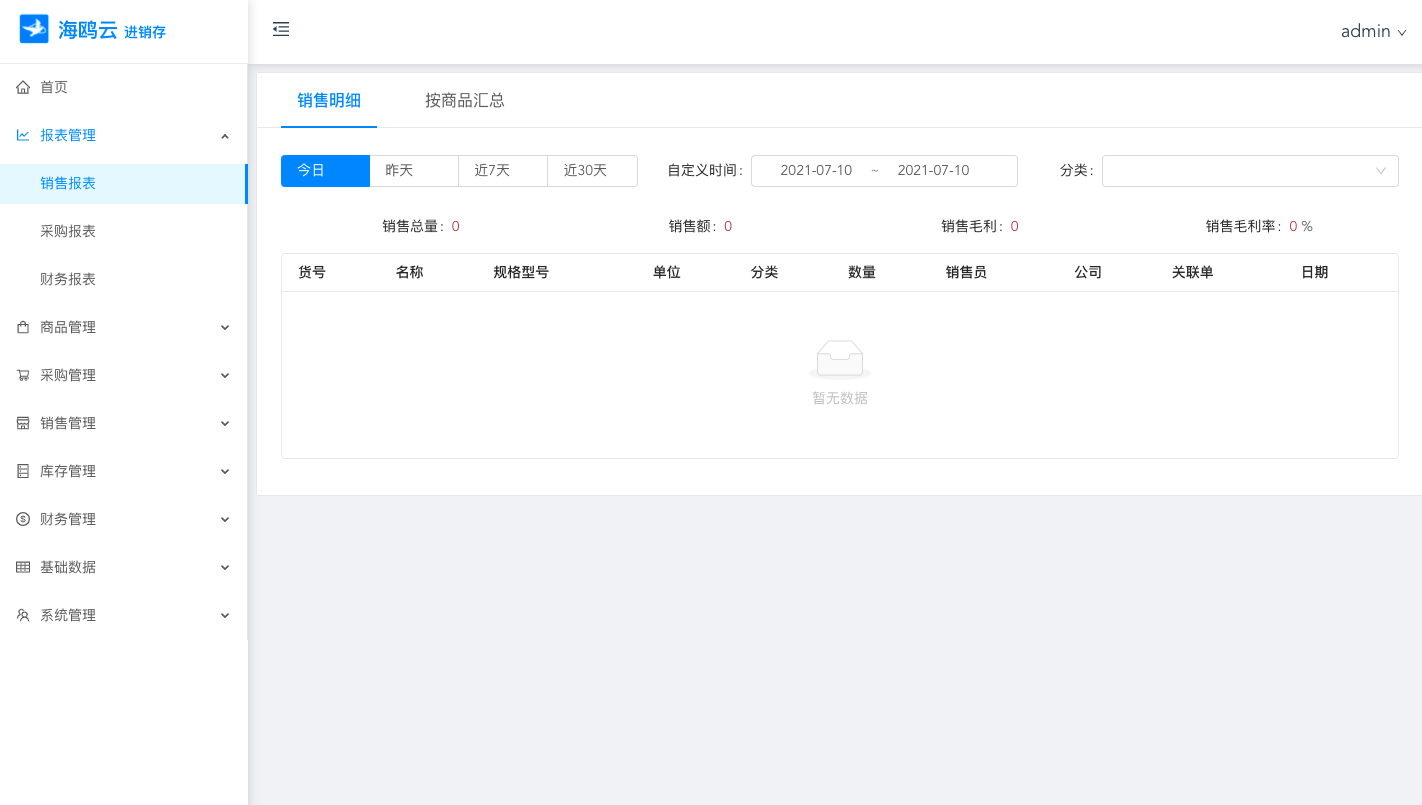 海鸥云 进销存
admin
首页
报表管理
销售报表
采购报表
财务报表
商品管理
采购管理
销售管理
库存管理
财务管理
基础数据
系统管理
销售明细 按商品汇总
今日 昨天 近7天 近30天 自定义时间: 2021-07-10 ~ 2021-07-10 分类:
销售总量: 0 销售额: 0 销售毛利: 0 销售毛利率: 0 %
货号 名称 规格型号 单位 分类 数量 销售员 公司 关联单 日期
暂无数据